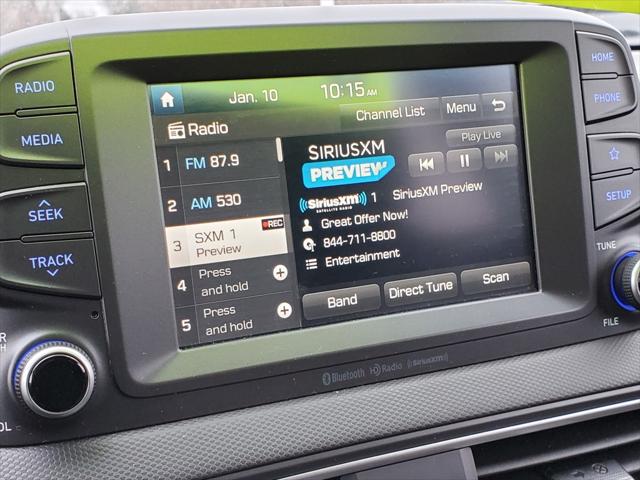 RADIO
MEDIA
SEEK
TRACK
Jan. 10
10:15 AM
Channel List
Menu
Radio
Play Live
1 FM 87.9
2 AM 530
3 SXM 1
Preview
REC
4 Press
and hold
5 Press
and hold
SIRIUSXM
PREVIEW
SiriusXM
SATELLITE RADIO
1 SiriusXM Preview
Great Offer Now!
844-711-8800
Entertainment
Band
Direct Tune
Scan
Bluetooth HD Radio SiriusXM
HOME
PHONE
SETUP
TUNE
FILE